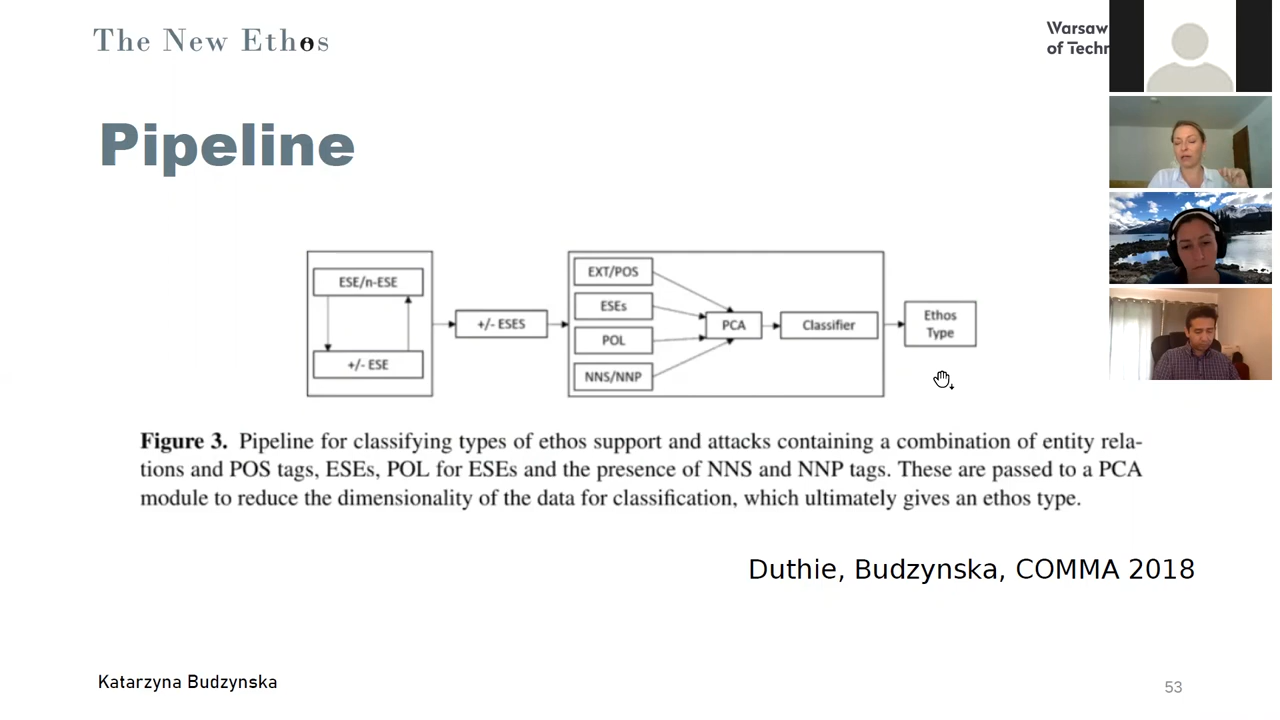 The New Ethos
Warsaw
of Techn
Pipeline
ESE/n-ESE
+/- ESE
+/- ESES
EXT/POS
ESEs
POL
NNS/NNP
PCA
Classifier
Ethos
Type
Figure 3. Pipeline for classifying types of ethos support and attacks containing a combination of entity rela-
tions and POS tags, ESEs, POL for ESEs and the presence of NNS and NNP tags. These are passed to a PCA
module to reduce the dimensionality of the data for classification, which ultimately gives an ethos type.
Duthie, Budzynska, COMMA 2018
Katarzyna Budzynska
53